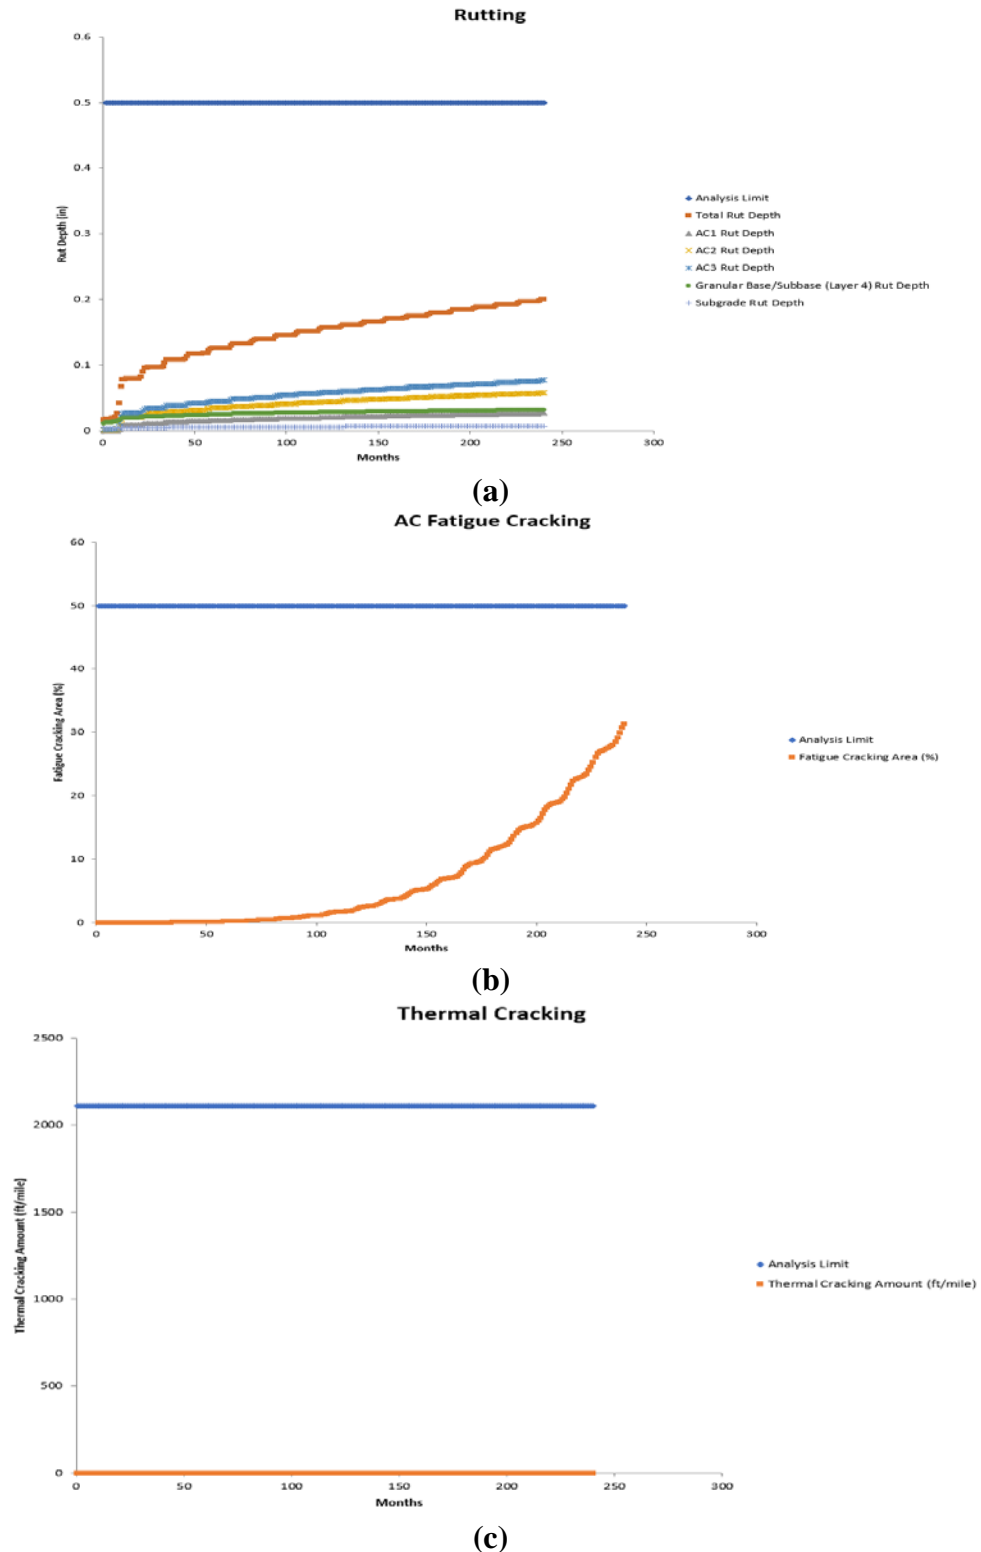 Rutting
0.6
0.5
0.4
0.3
0.2
0.1
0
0 50 100 150 200 250 300
Rut Depth (in)
Months
Analysis Limit
Total Rut Depth
AC1 Rut Depth
AC2 Rut Depth
AC3 Rut Depth
Granular Base/Subbase (Layer 4) Rut Depth
Subgrade Rut Depth
(a)
AC Fatigue Cracking
60
50
40
30
20
10
0
0 50 100 150 200 250 300
Fatigue Cracking Area (%)
Months
Analysis Limit
Fatigue Cracking Area (%)
(b)
Thermal Cracking
2500
2000
1500
1000
500
0
0 50 100 150 200 250 300
Thermal Cracking Amount (ft/mile)
Months
Analysis Limit
Thermal Cracking Amount (ft/mile)
(c)